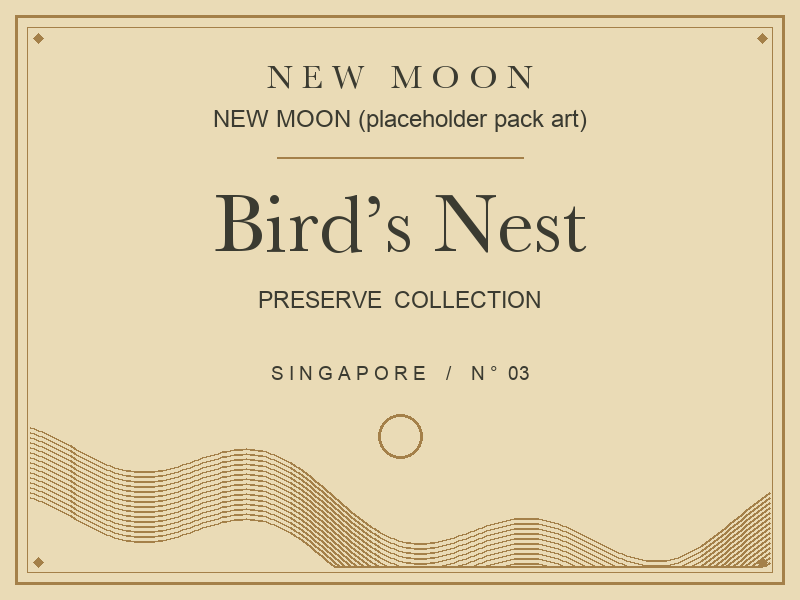 NEW MOON
NEW MOON (placeholder pack art)
Bird’s Nest
PRESERVE COLLECTION
SINGAPORE / N° 03